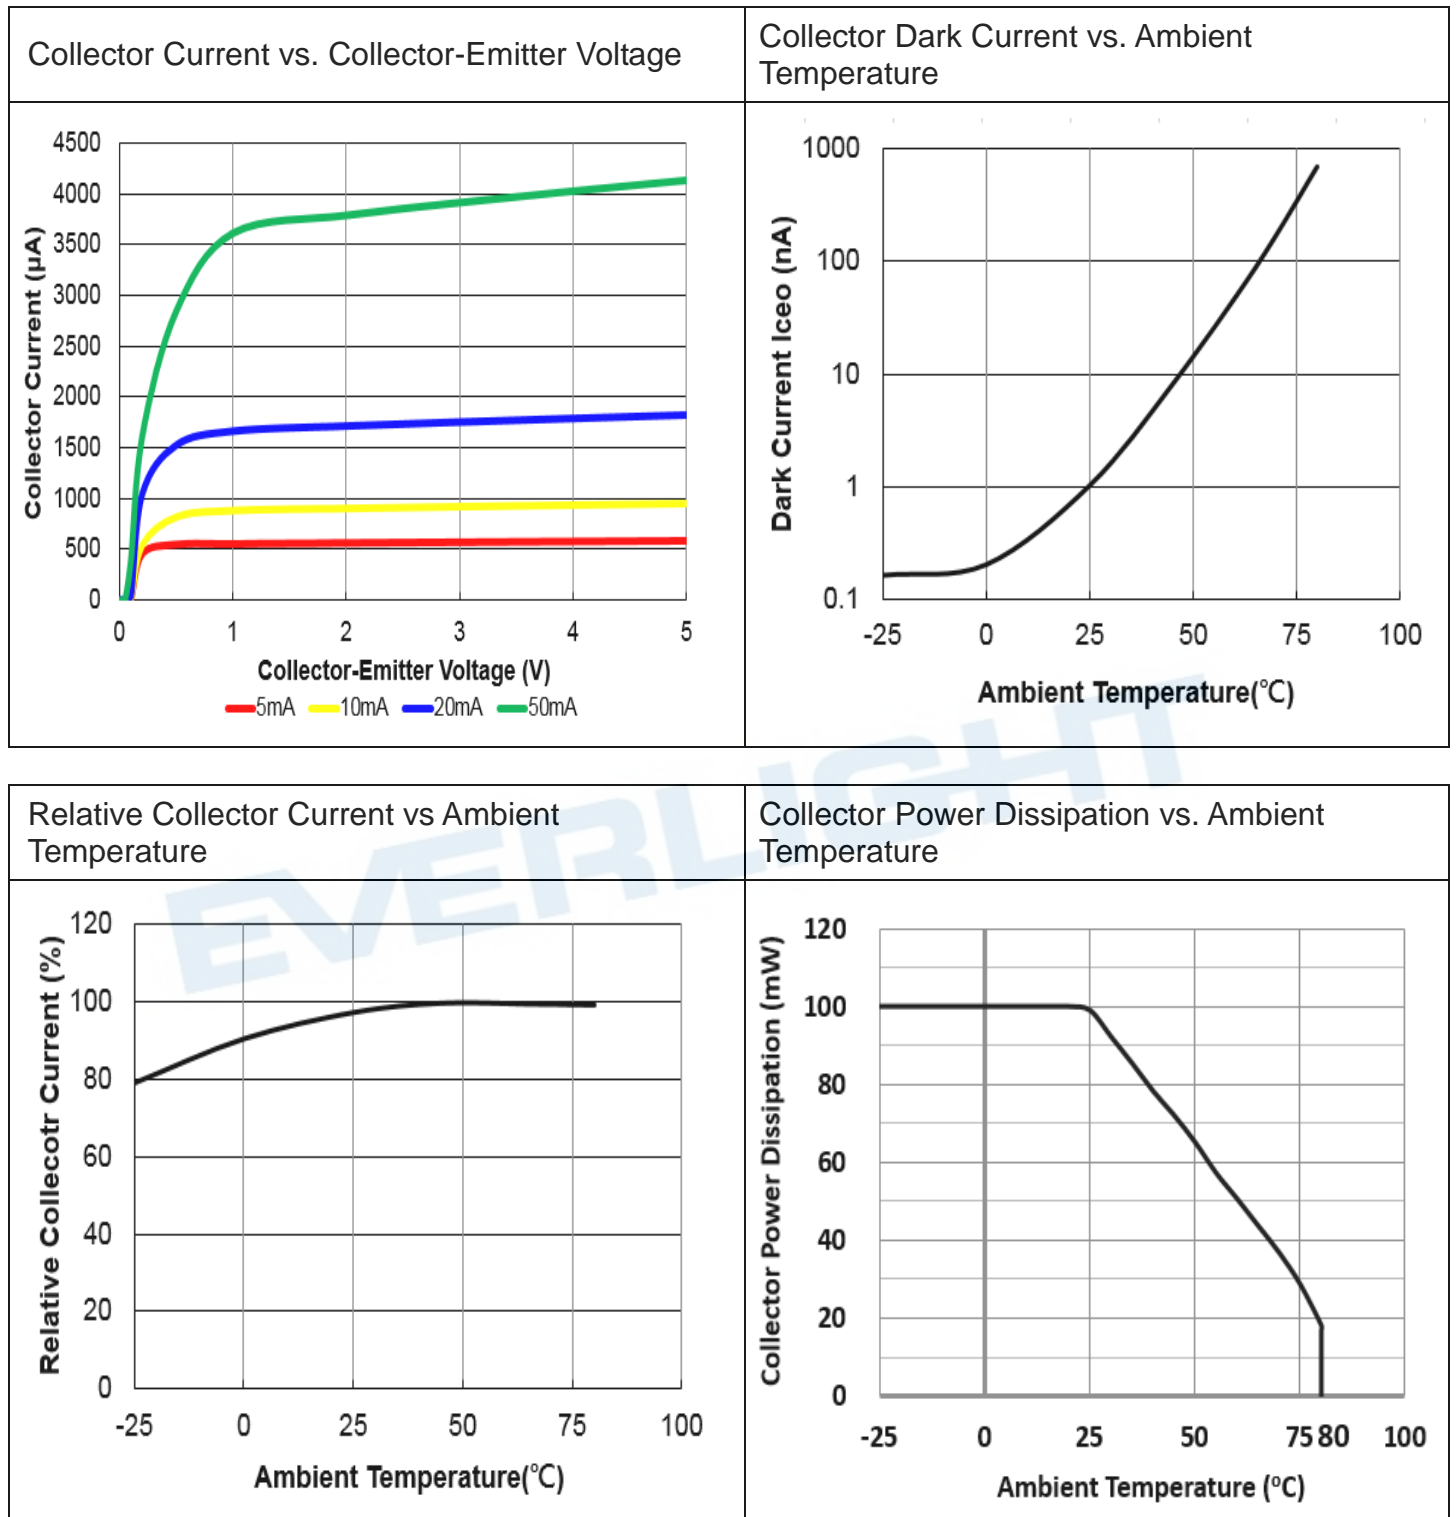 Collector Current vs. Collector-Emitter Voltage
Collector Dark Current vs. Ambient
Temperature
4500
4000
3500
3000
2500
2000
1500
1000
500
0
Collector Current (µA)
0 1 2 3 4 5
Collector-Emitter Voltage (V)
5mA 10mA 20mA 50mA
1000
100
10
1
0.1
Dark Current Iceo (nA)
-25 0 25 50 75 100
Ambient Temperature(℃)
EVERLIGHT
Relative Collector Current vs Ambient
Temperature
Collector Power Dissipation vs. Ambient
Temperature
120
100
80
60
40
20
0
Relative Collecotr Current (%)
-25 0 25 50 75 100
Ambient Temperature(℃)
120
100
80
60
40
20
0
Collector Power Dissipation (mW)
-25 0 25 50 75 80 100
Ambient Temperature (ºC)